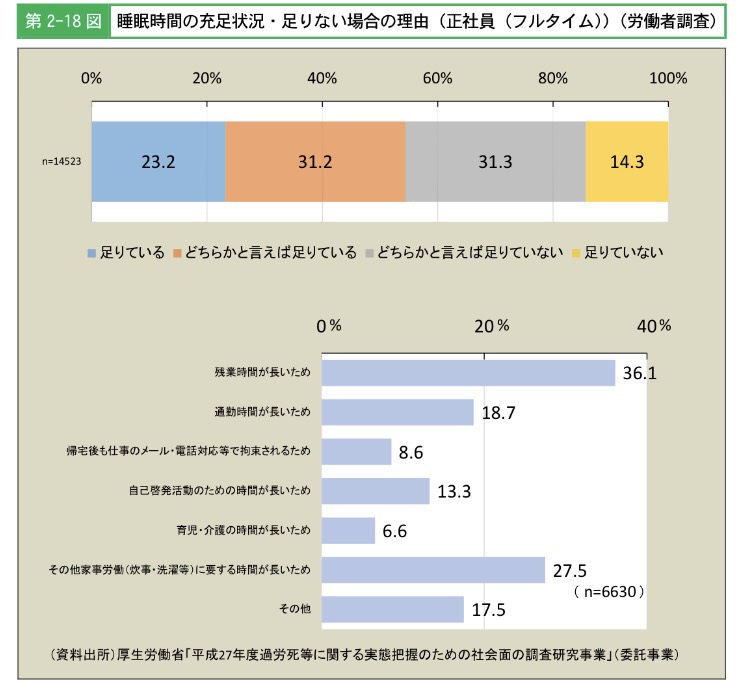 第 2-18 図 睡眠時間の充足状況・足りない場合の理由（正社員（フルタイム））（労働者調査）
0% 20% 40% 60% 80% 100%
n=14523 23.2 31.2 31.3 14.3
足りている どちらかと言えば足りている どちらかと言えば足りていない 足りていない
0% 20% 40%
残業時間が長いため 36.1
通勤時間が長いため 18.7
帰宅後も仕事のメール・電話対応等で拘束されるため 8.6
自己啓発活動のための時間が長いため 13.3
育児・介護の時間が長いため 6.6
その他家事労働（炊事・洗濯等）に要する時間が長いため 27.5
（n=6630）
その他 17.5
（資料出所）厚生労働省「平成27年度過労死等に関する実態把握のための社会面の調査研究事業」（委託事業）